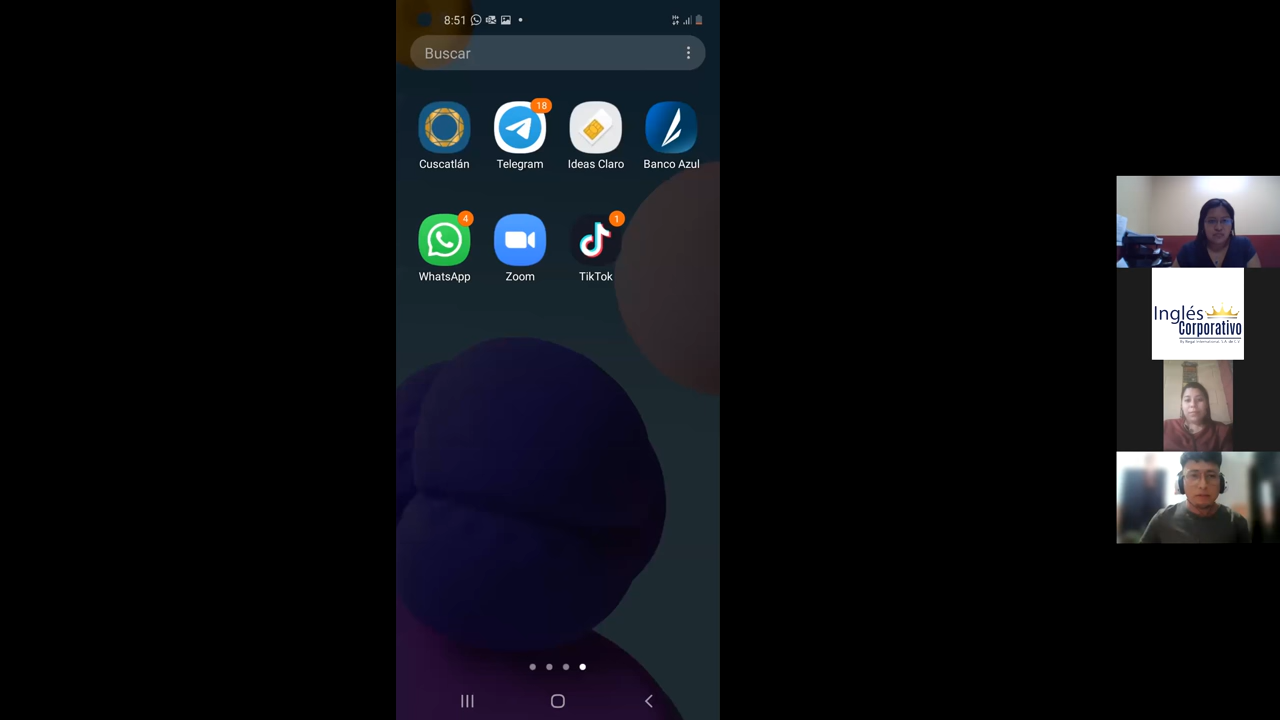 8:51
Buscar
18
Cuscatlán
Telegram
Ideas Claro
Banco Azul
4
1
WhatsApp
Zoom
TikTok
Inglés
Corporativo